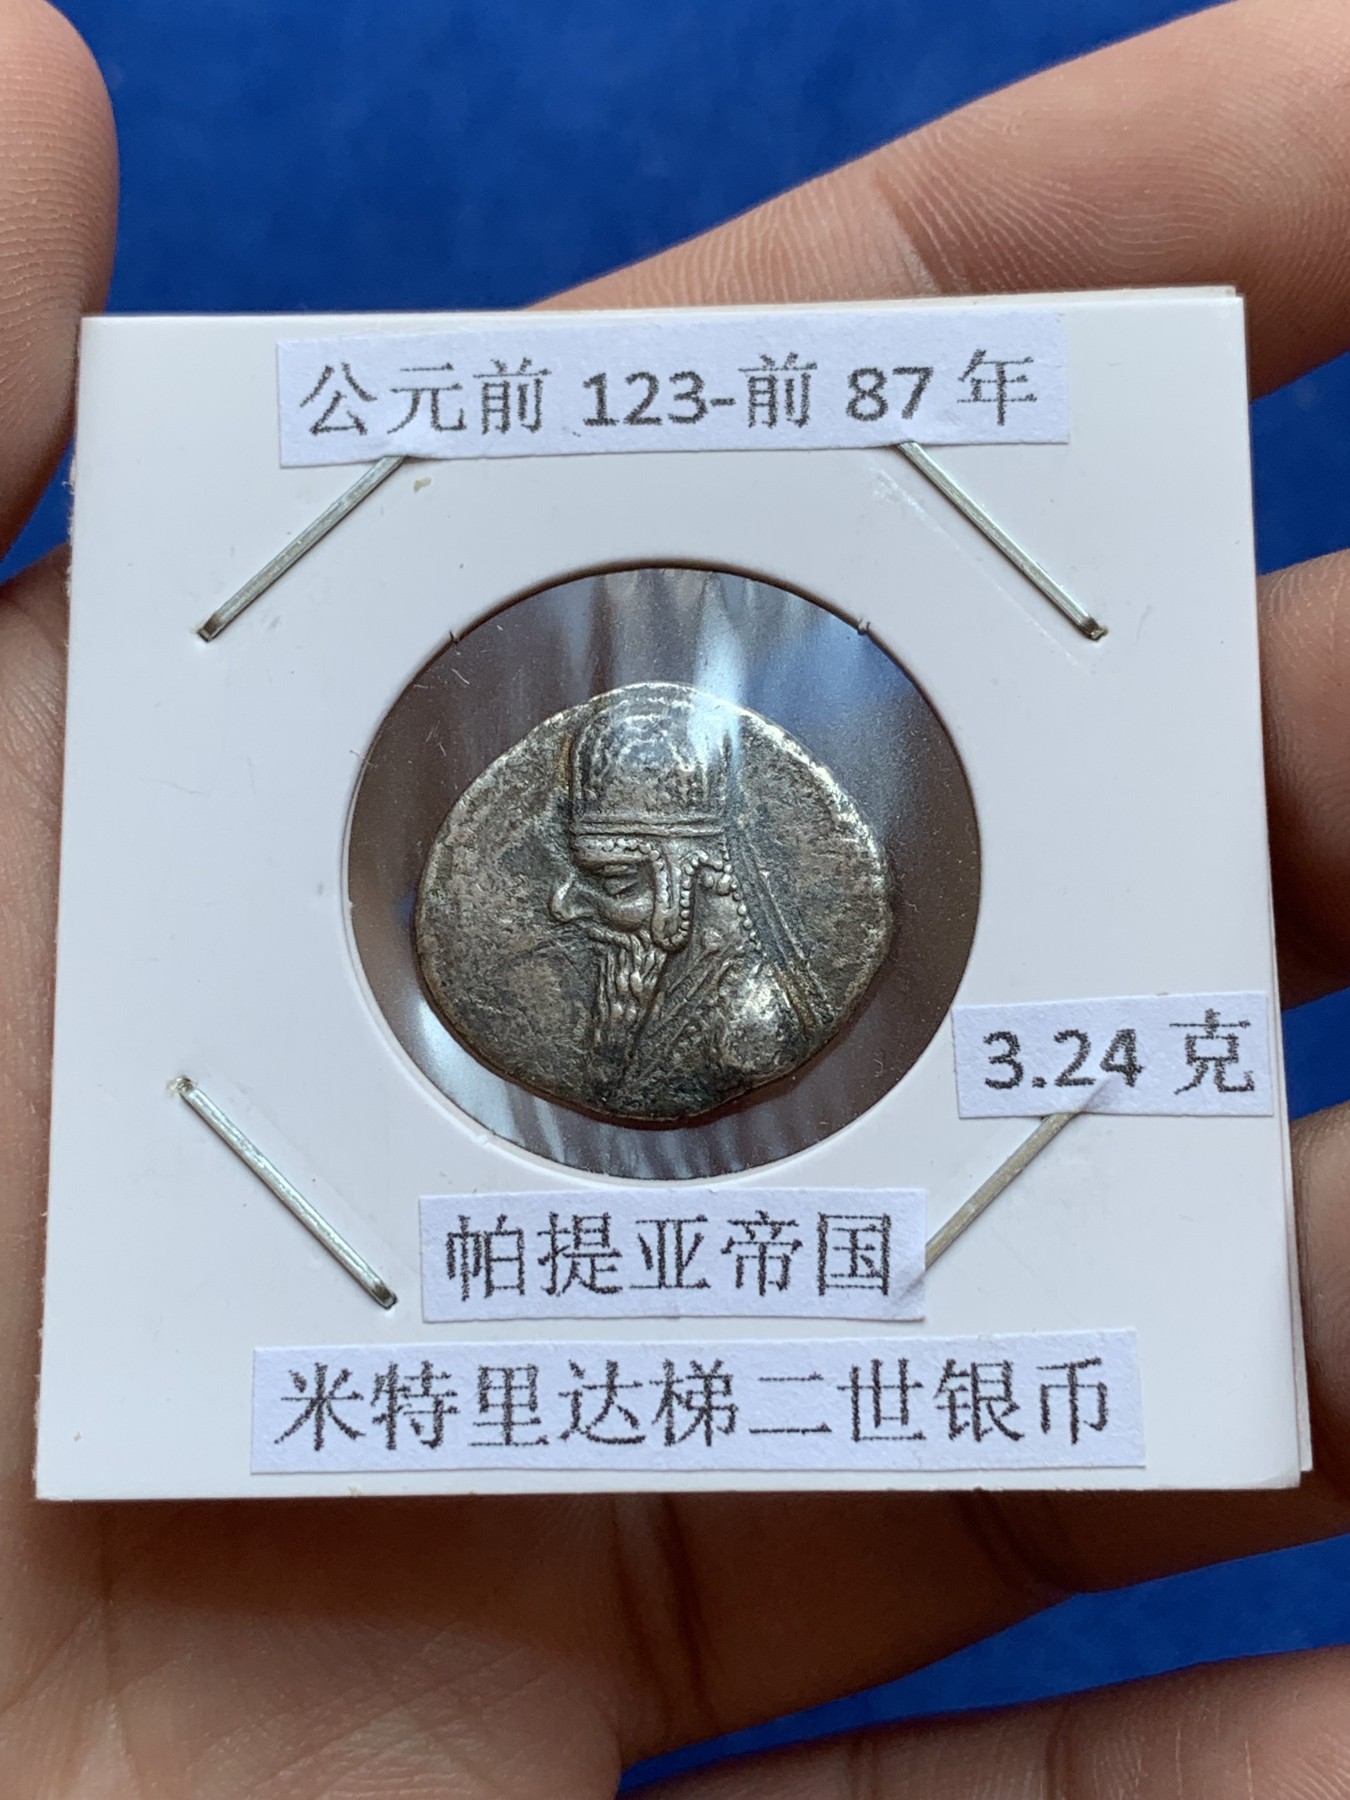 公元前 123-前 87 年
3.24 克
帕提亚帝国
米特里达梯二世银币